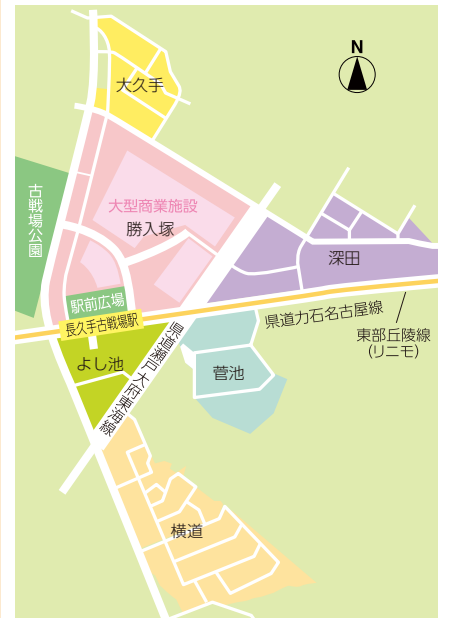 N
大久手
古戦場公園
大型商業施設
勝入塚
深田
駅前広場
長久手古戦場駅
県道力石名古屋線
東部丘陵線
(リニモ)
よし池
県道瀬戸大府東海線
菅池
横道